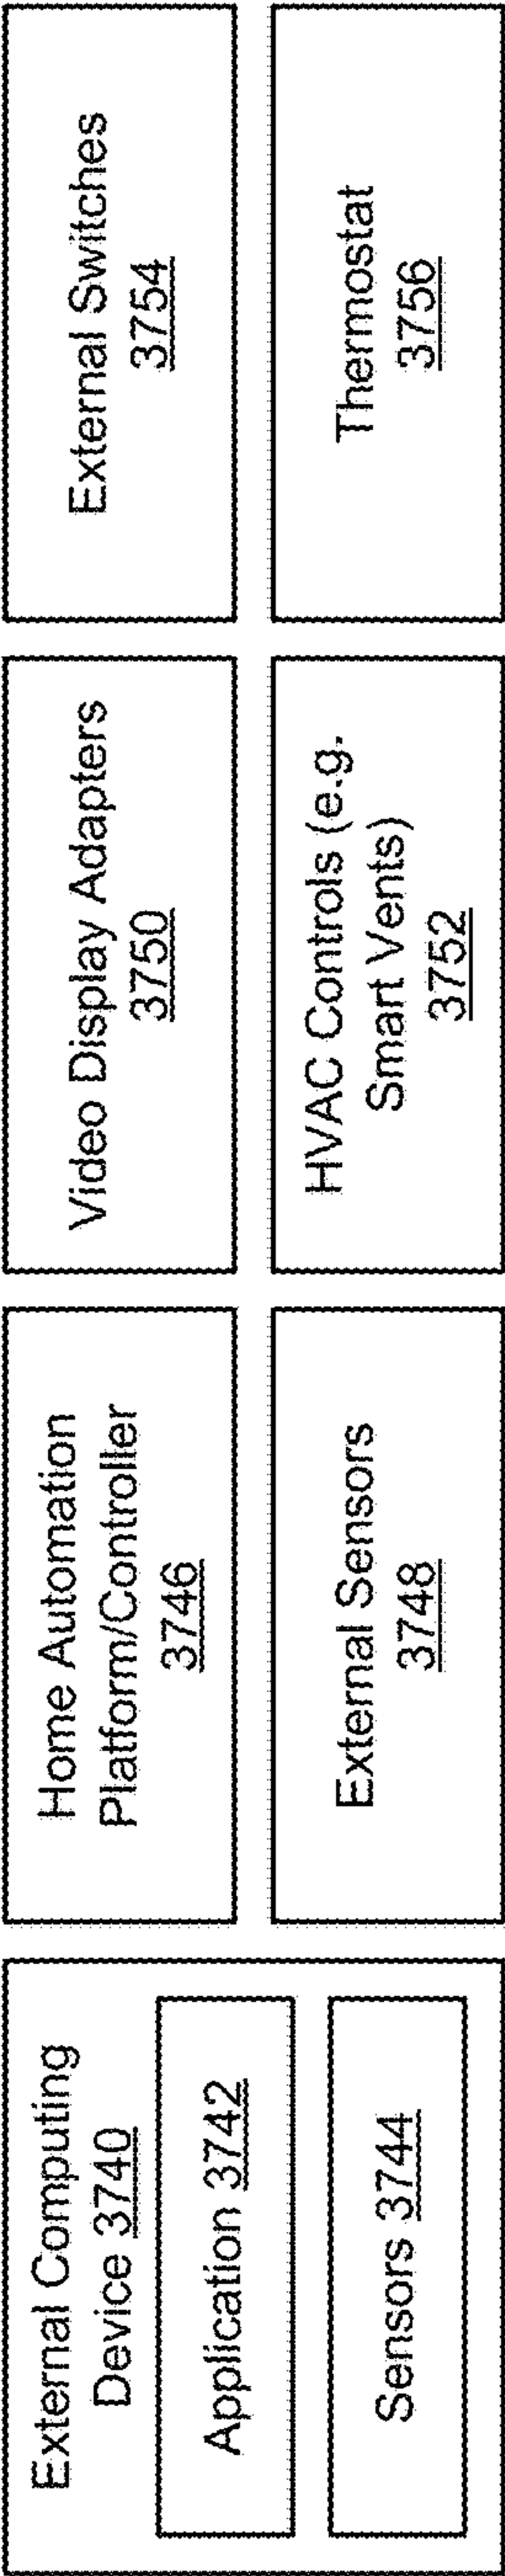 External Computing
Device 3740
Application 3742
Sensors 3744
Home Automation
Platform/Controller
3746
External Sensors
3748
Video Display Adapters
3750
HVAC Controls (e.g.
Smart Vents)
3752
External Switches
3754
Thermostat
3756